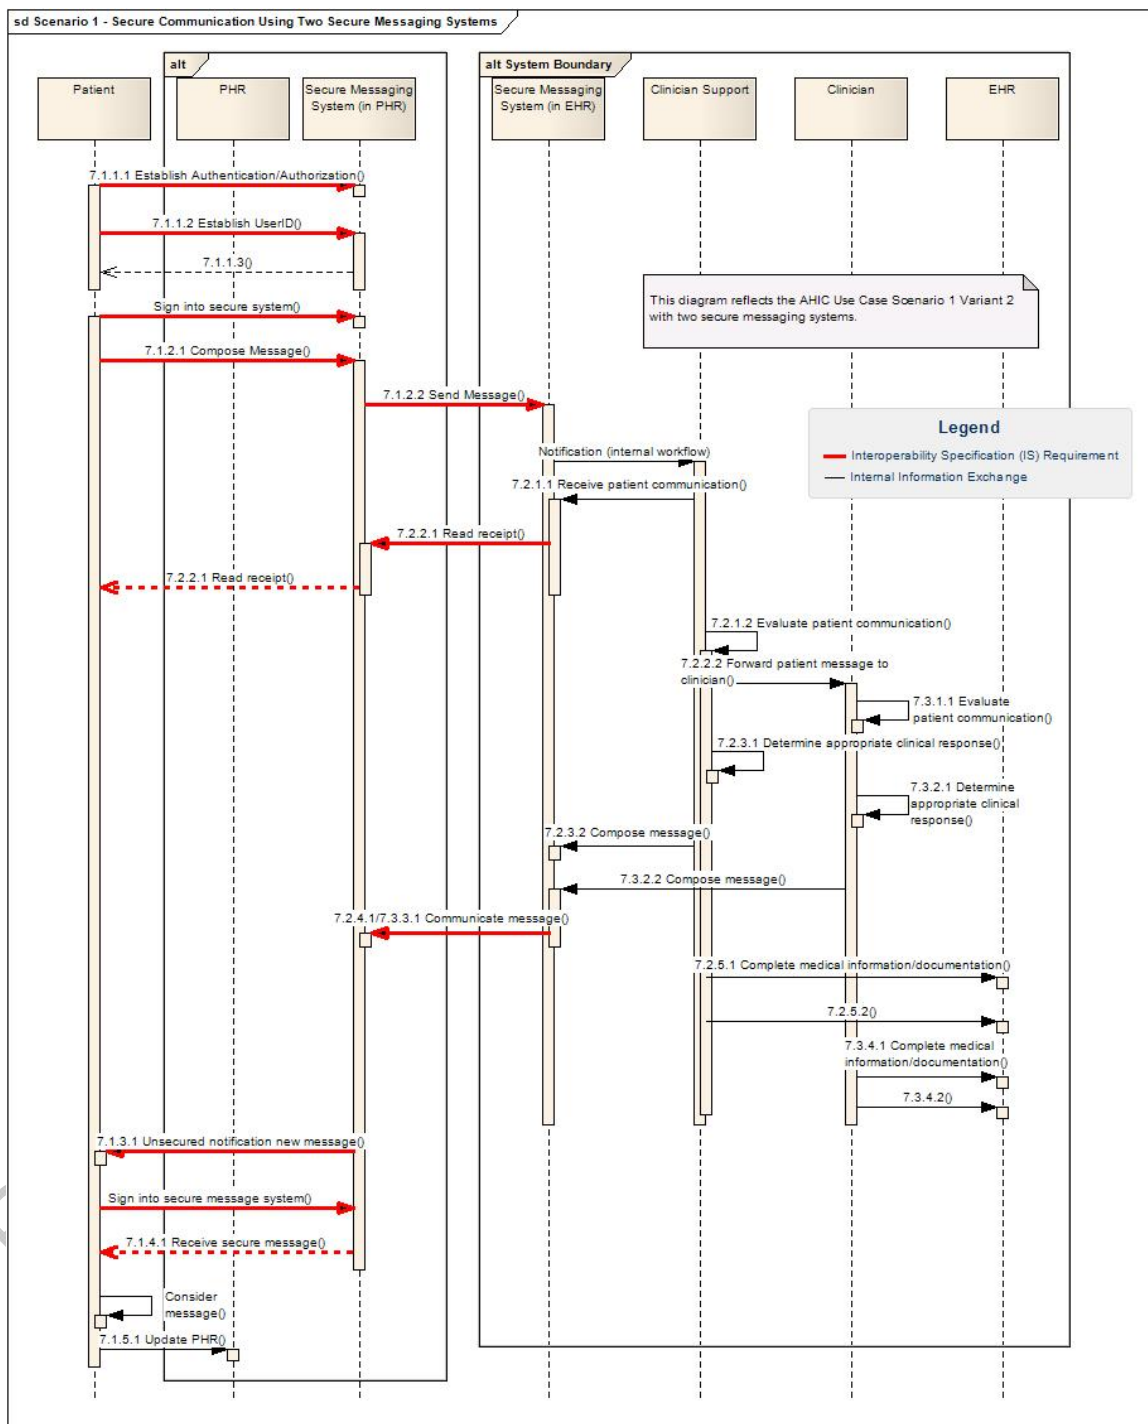 sd Scenario 1 - Secure Communication Using Two Secure Messaging Systems
alt
alt System Boundary
Patient
PHR
Secure Messaging
System (in PHR)
Secure Messaging
System (in EHR)
Clinician Support
Clinician
EHR
7.1.1.1 Establish Authentication/Authorization()
7.1.1.2 Establish UserID()
7.1.1.3()
This diagram reflects the AHIC Use Case Scenario 1 Variant 2
with two secure messaging systems.
Sign into secure system()
7.1.2.1 Compose Message()
7.1.2.2 Send Message()
Legend
Interoperability Specification (IS) Requirement
Internal Information Exchange
Notification (internal workflow)
7.2.1.1 Receive patient communication()
7.2.2.1 Read receipt()
7.2.2.1 Read receipt()
7.2.1.2 Evaluate patient communication()
7.2.2.2 Forward patient message to
clinician()
7.3.1.1 Evaluate
patient communication()
7.2.3.1 Determine appropriate clinical response()
7.3.2.1 Determine
appropriate clinical
response()
7.2.3.2 Compose message()
7.3.2.2 Compose message()
7.2.4.1/7.3.3.1 Communicate message()
7.2.5.1 Complete medical information/documentation()
7.2.5.2()
7.3.4.1 Complete medical
information/documentation()
7.3.4.2()
7.1.3.1 Unsecured notification new message()
Sign into secure message system()
7.1.4.1 Receive secure message()
Consider
message()
7.1.5.1 Update PHR()